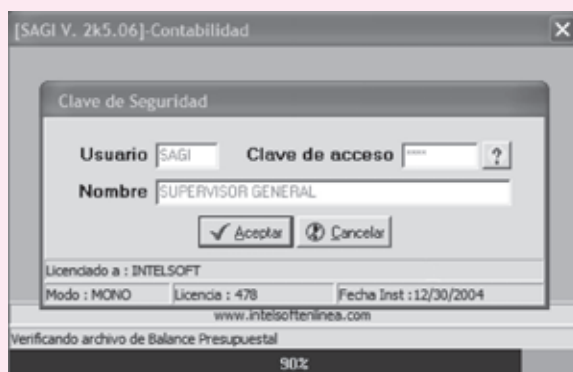 [SAGI V. 2k5.06]-Contabilidad
Clave de Seguridad
Usuario SAGI Clave de acceso **** ?
Nombre SUPERVISOR GENERAL
Aceptar Cancelar
Licenciado a : INTELSOFT
Modo : MONO Licencia : 478 Fecha Inst :12/30/2004
www.intelsoftenlinea.com
Verificando archivo de Balance Presupuestal
90%